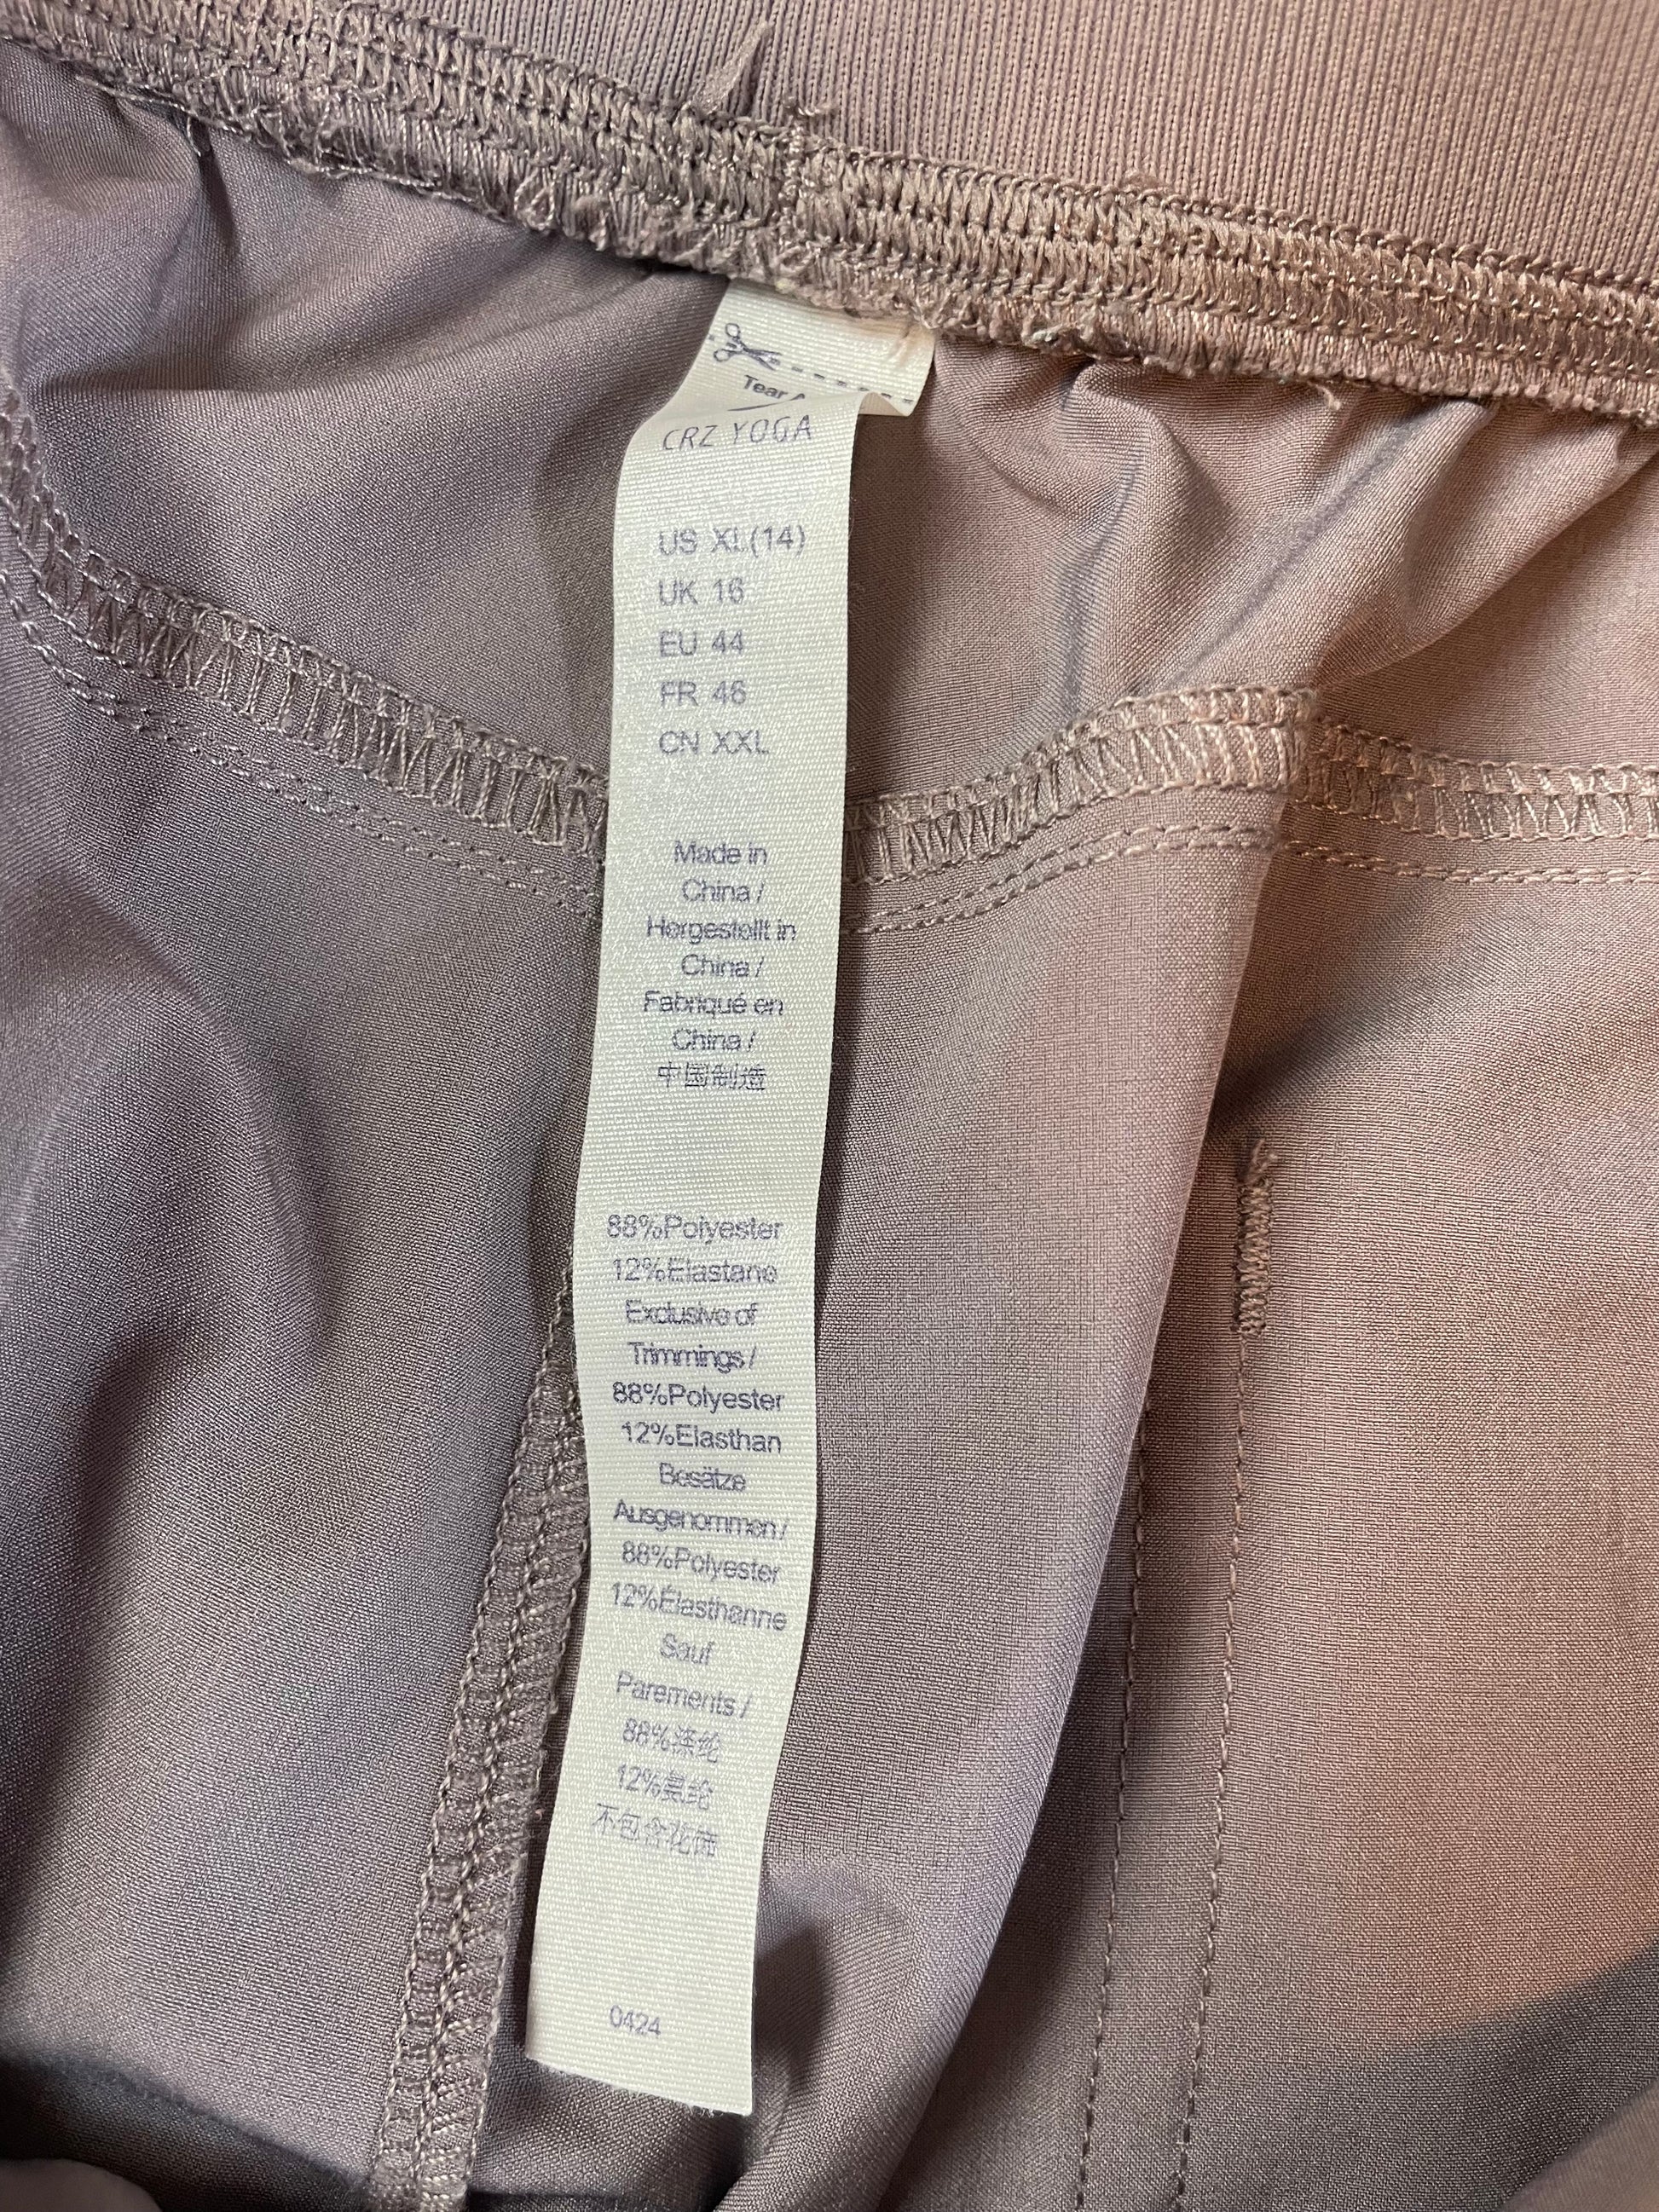 Tear
CRZ YOGA
US XL(14)
UK 16
EU 44
FR 46
CN XXL
Made in
China /
Hergestellt in
China /
Fabriqué en
China /
中国制造
88%Polyester
12%Elastane
Exclusive of
Trimmings /
88%Polyester
12%Elasthan
Besätze
Ausgenommen /
88%Polyester
12%Élasthanne
Sauf
Parements /
88%涤纶
12%氨纶
不包含花饰
0424